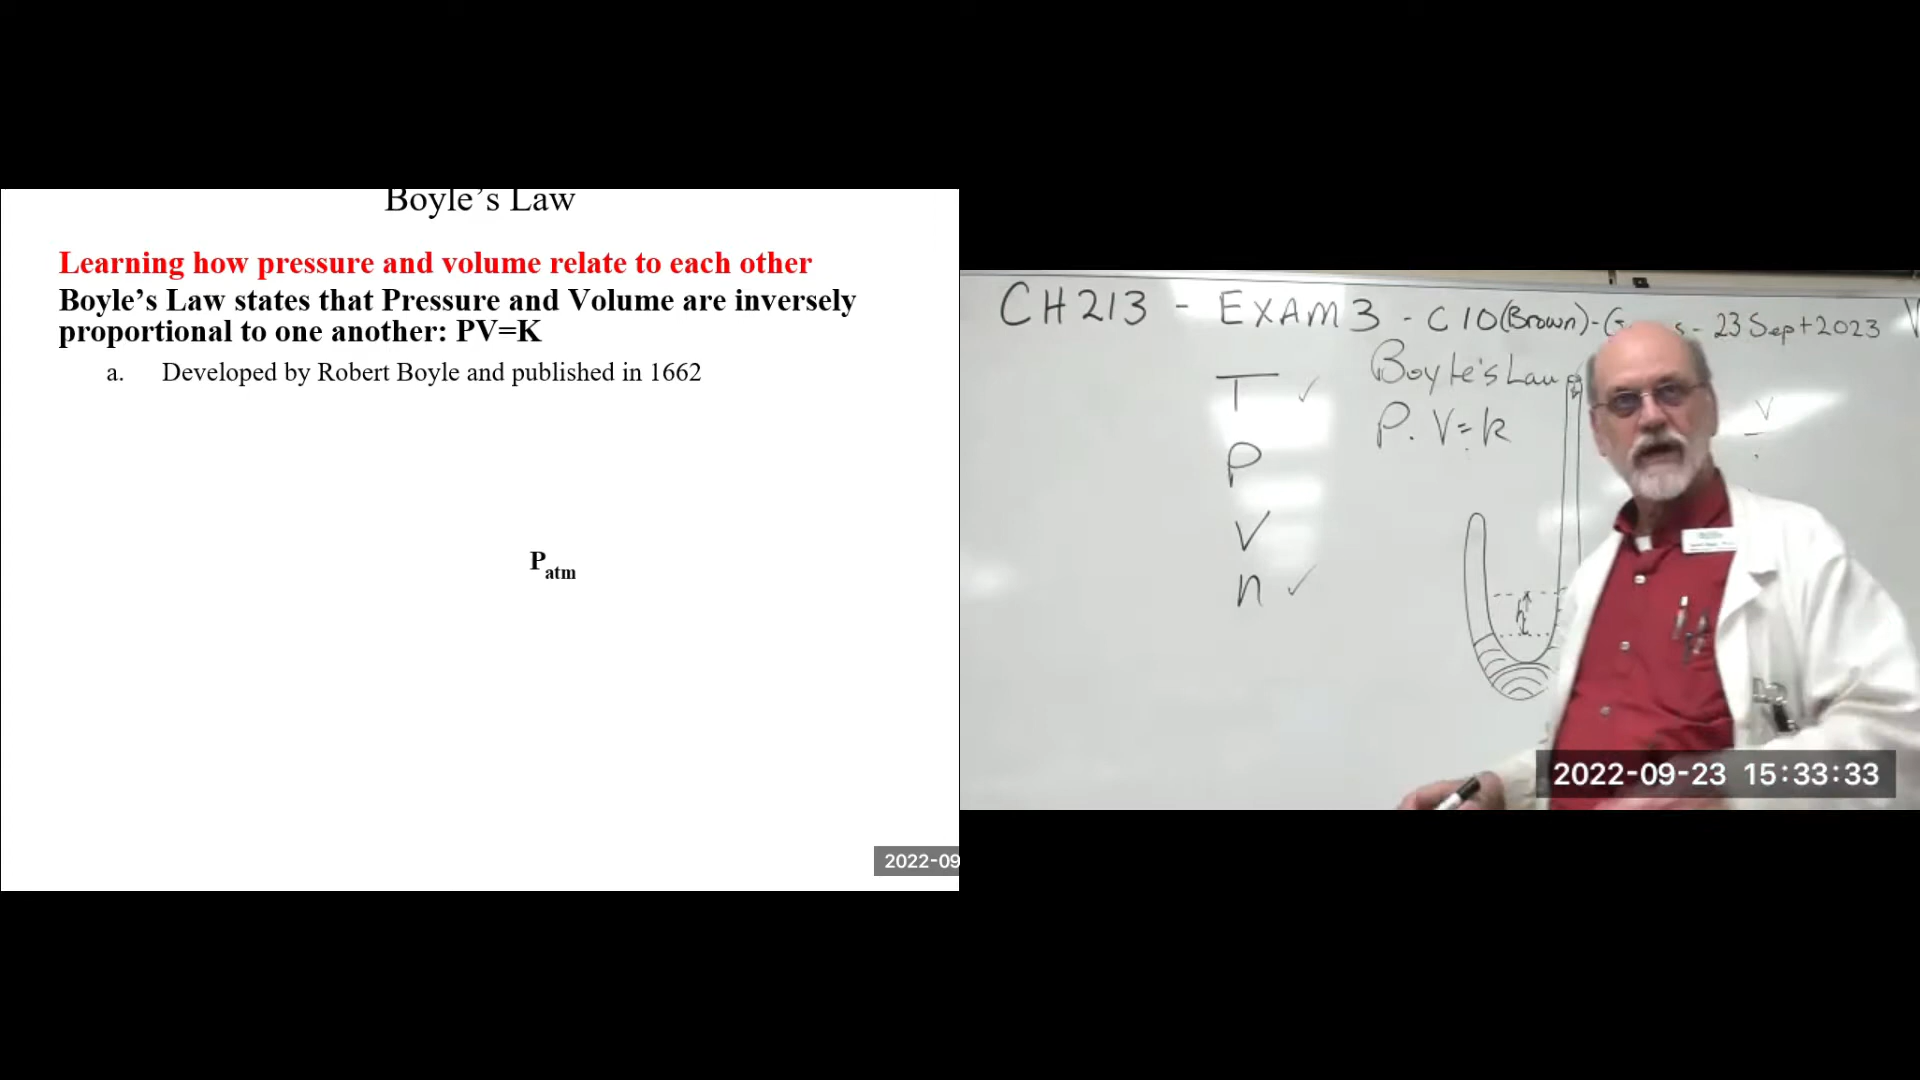 Boyle’s Law
Learning how pressure and volume relate to each other
Boyle’s Law states that Pressure and Volume are inversely
proportional to one another: PV=K
a. Developed by Robert Boyle and published in 1662
Patm
2022-09
CH213 - EXAM 3 - C10(Brown)- - 23 Sept 2023 V
Boyle's Law
P. V = k
T ✓
P
V
n ✓
h
V
2022-09-23 15:33:33